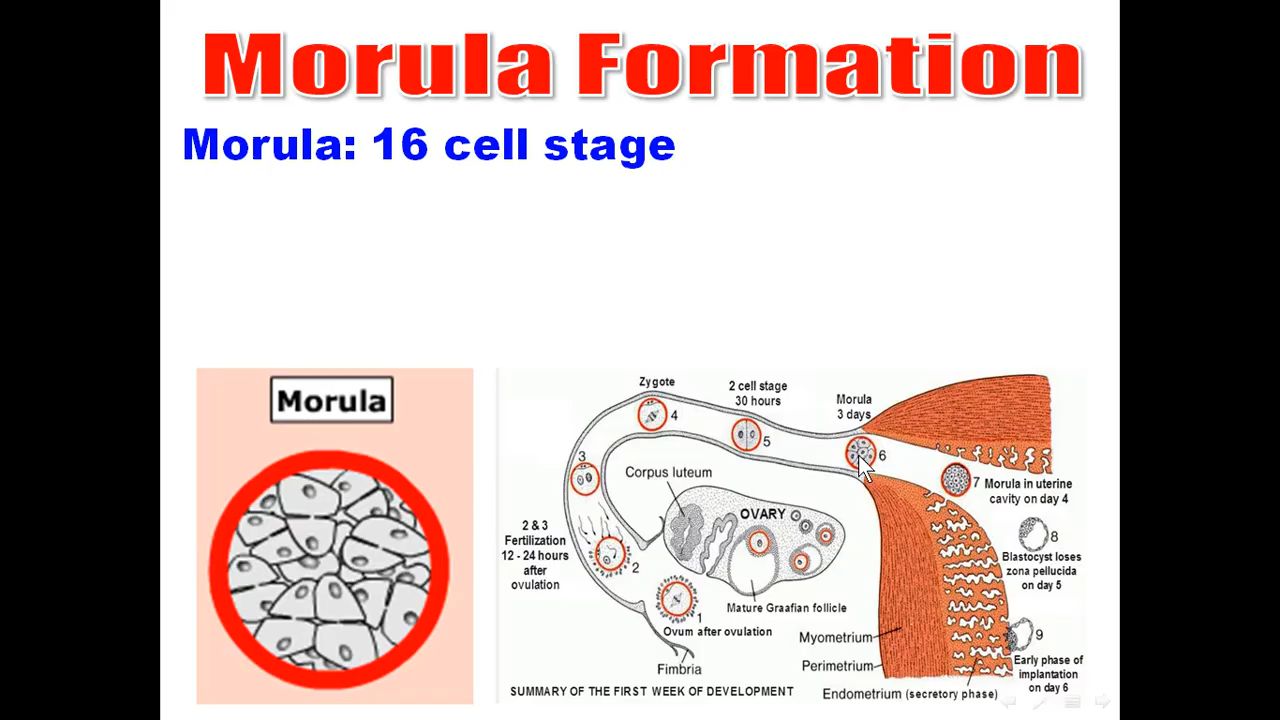 Morula Formation
Morula: 16 cell stage
Morula
Zygote
4
2 cell stage
30 hours
5
Morula
3 days
6
3
Corpus luteum
7 Morula in uterine
cavity on day 4
OVARY
2 & 3
Fertilization
12 - 24 hours
after
ovulation
2
8
Blastocyst loses
zona pellucida
on day 5
1
Mature Graafian follicle
Ovum after ovulation
Myometrium
9
Fimbria
Perimetrium
Early phase of
implantation
on day 6
SUMMARY OF THE FIRST WEEK OF DEVELOPMENT
Endometrium (secretory phase)